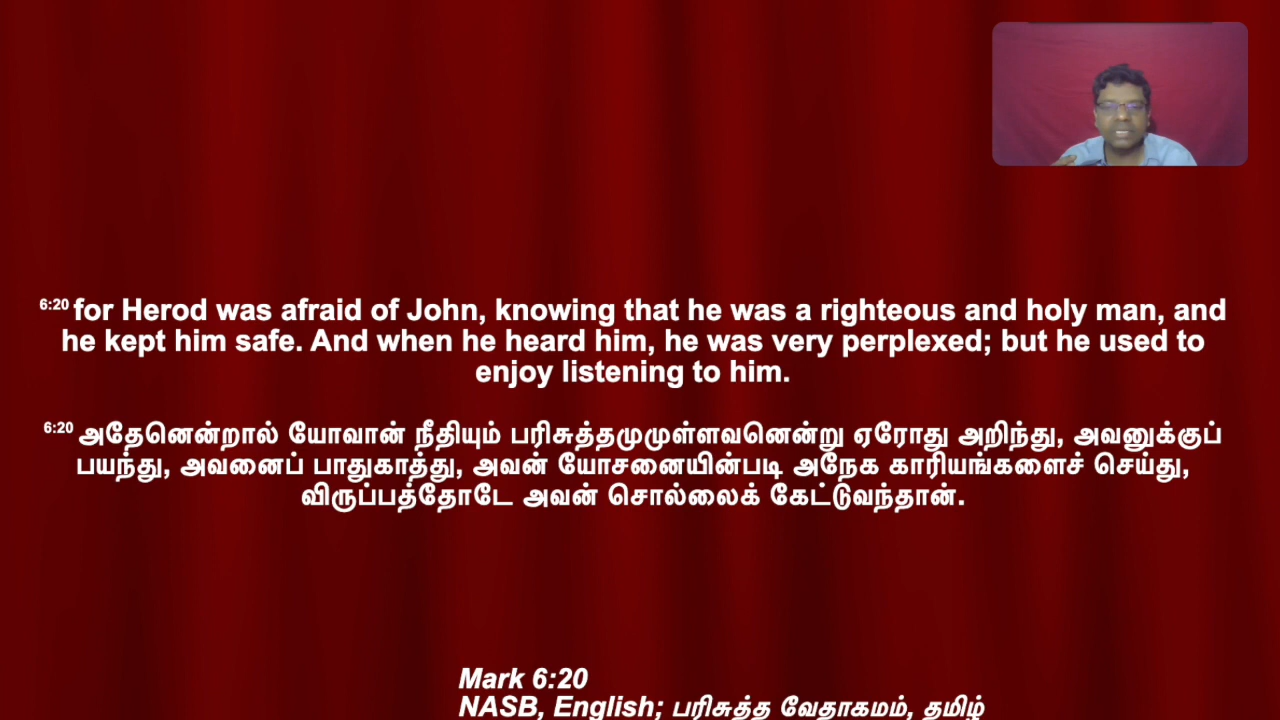 6:20 for Herod was afraid of John, knowing that he was a righteous and holy man, and
he kept him safe. And when he heard him, he was very perplexed; but he used to
enjoy listening to him.
6:20 அதேனென்றால் யோவான் நீதியும் பரிசுத்தமுமுள்ளவனென்று ஏரோது அறிந்து, அவனுக்குப்
பயந்து, அவனைப் பாதுகாத்து, அவன் யோசனையின்படி அநேக காரியங்களைச் செய்து,
விருப்பத்தோடே அவன் சொல்லைக் கேட்டுவந்தான்.
Mark 6:20
NASB, English; பரிசுத்த வேதாகமம், தமிழ்